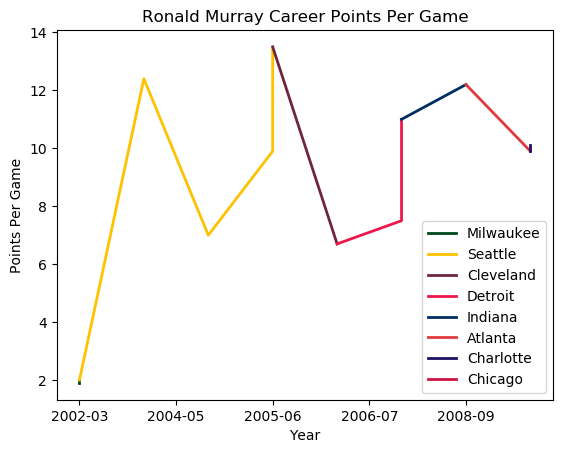 Ronald Murray Career Points Per Game
Points Per Game
14
12
10
8
6
4
2
2002-03 2004-05 2005-06 2006-07 2008-09
Year
Milwaukee
Seattle
Cleveland
Detroit
Indiana
Atlanta
Charlotte
Chicago